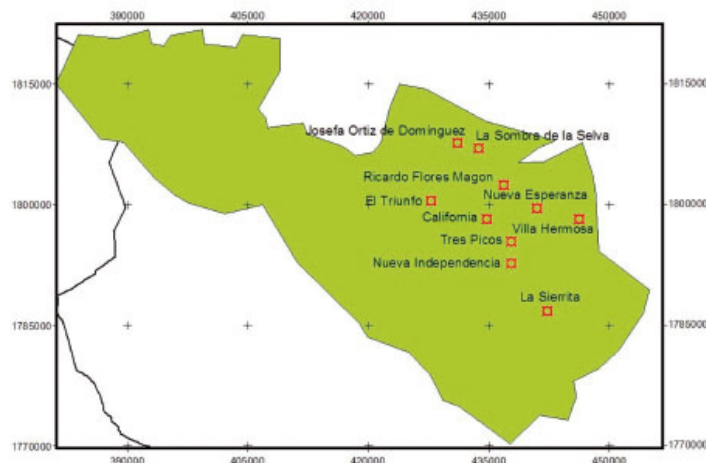 390000 405000 420000 435000 450000
1815000 1815000
Josefa Ortiz de Domínguez
La Sombra de la Selva
Ricardo Flores Magon
Nueva Esperanza
1800000 El Triunfo 1800000
California
Villa Hermosa
Tres Picos
Nueva Independencia
La Sierrita
1785000 1785000
1770000 1770000
390000 405000 420000 435000 450000